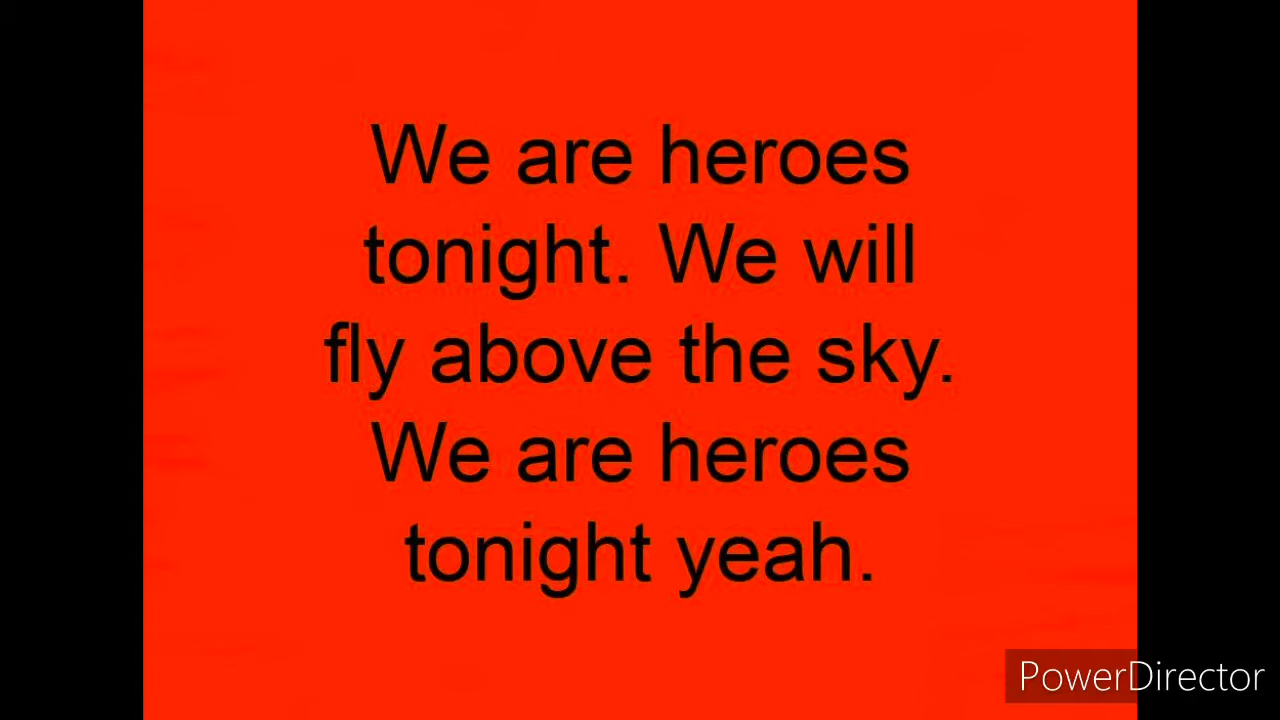 We are heroes
tonight. We will
fly above the sky.
We are heroes
tonight yeah.
PowerDirector